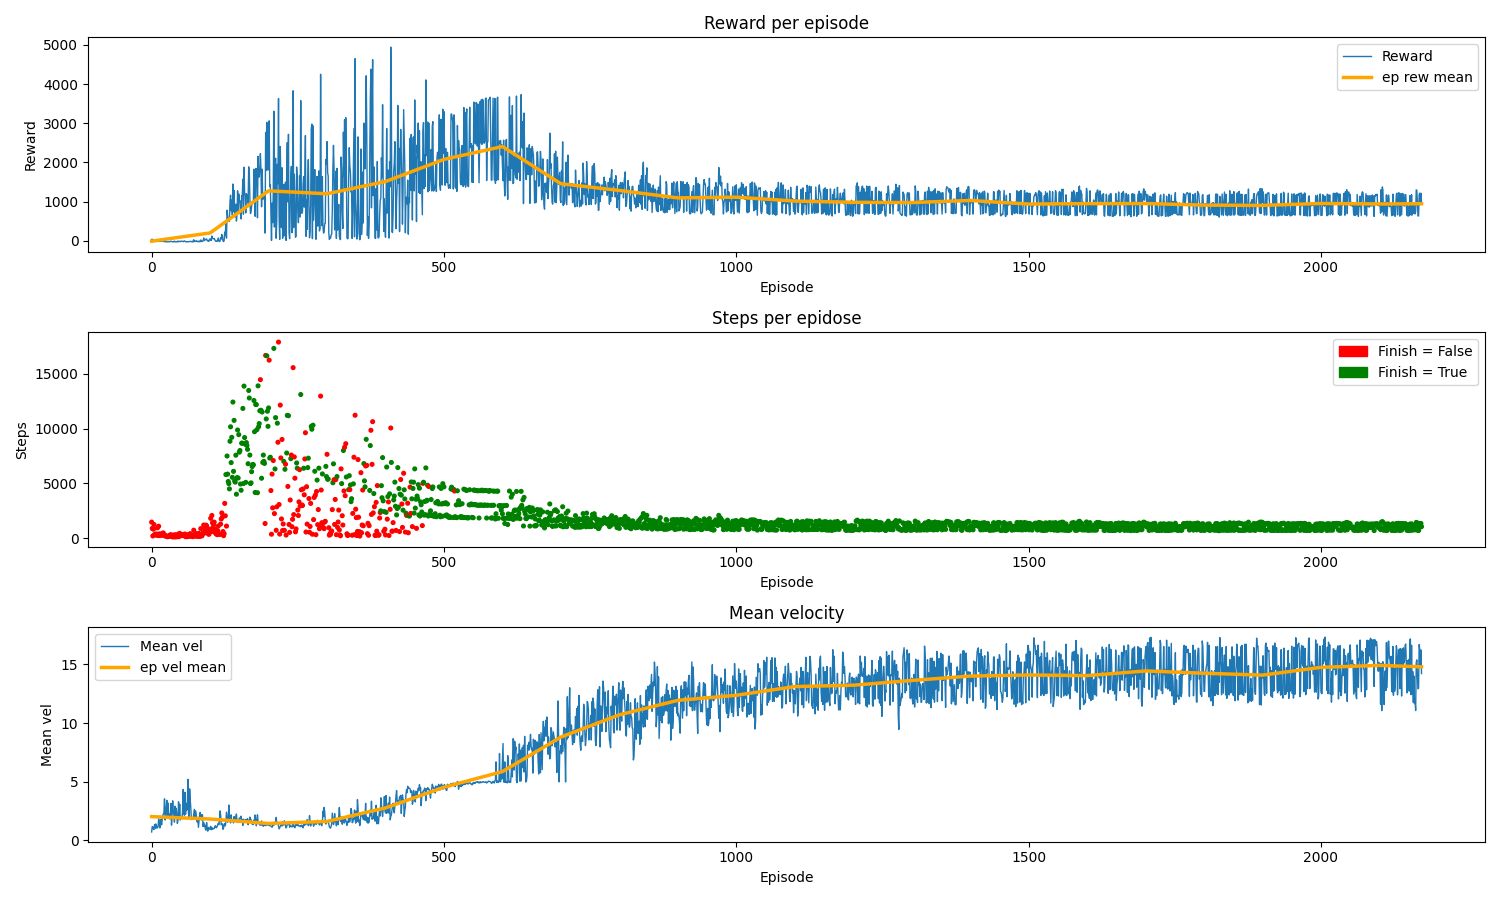 Reward per episode
Reward
5000
4000
3000
2000
1000
0
Reward
ep rew mean
0
500
1000
1500
2000
Episode
Steps per epidose
Steps
15000
10000
5000
0
Finish = False
Finish = True
0
500
1000
1500
2000
Episode
Mean velocity
Mean vel
15
10
5
0
Mean vel
ep vel mean
0
500
1000
1500
2000
Episode